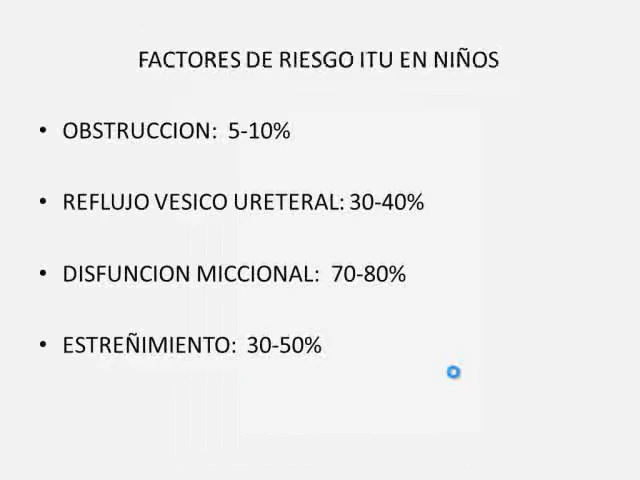 FACTORES DE RIESGO ITU EN NIÑOS
• OBSTRUCCION: 5-10%
• REFLUJO VESICO URETERAL: 30-40%
• DISFUNCION MICCIONAL: 70-80%
• ESTREÑIMIENTO: 30-50%